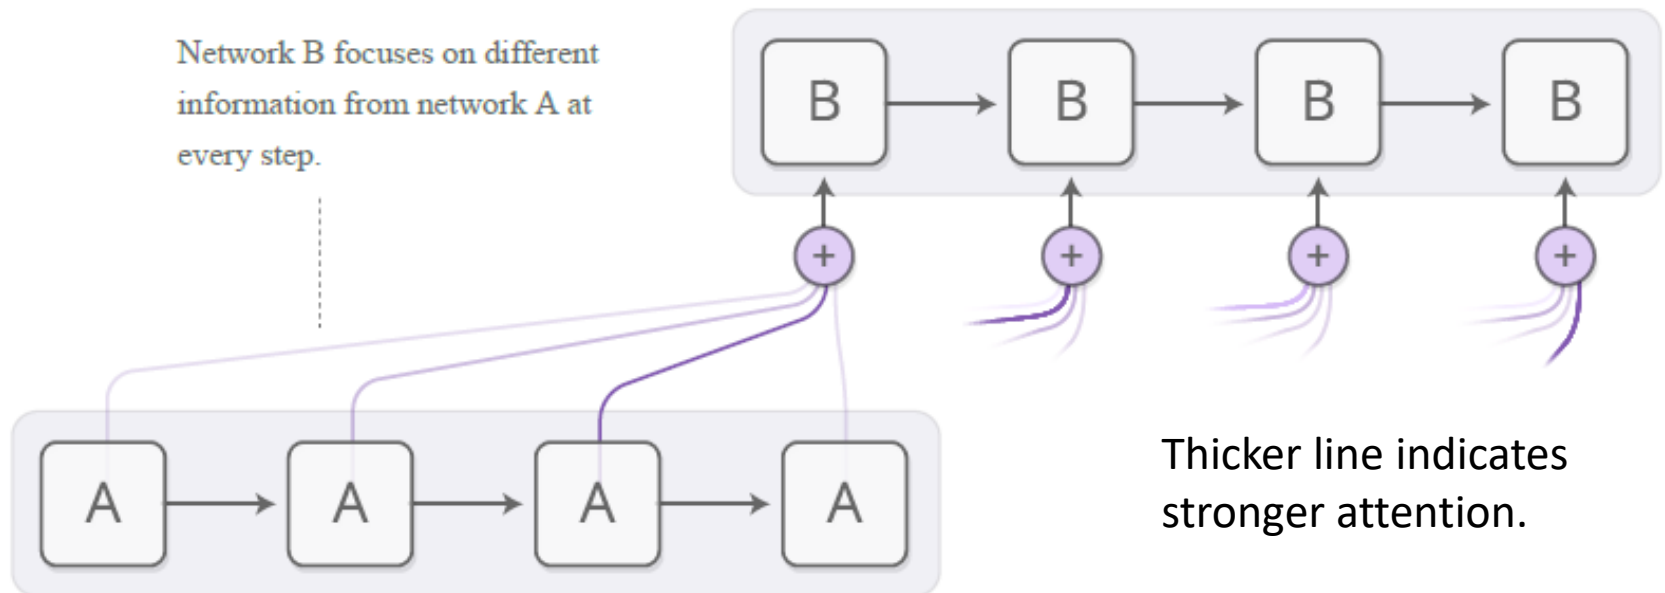 Network B focuses on different
information from network A at
every step.
B
B
B
B
+
+
+
+
A
A
A
A
Thicker line indicates
stronger attention.